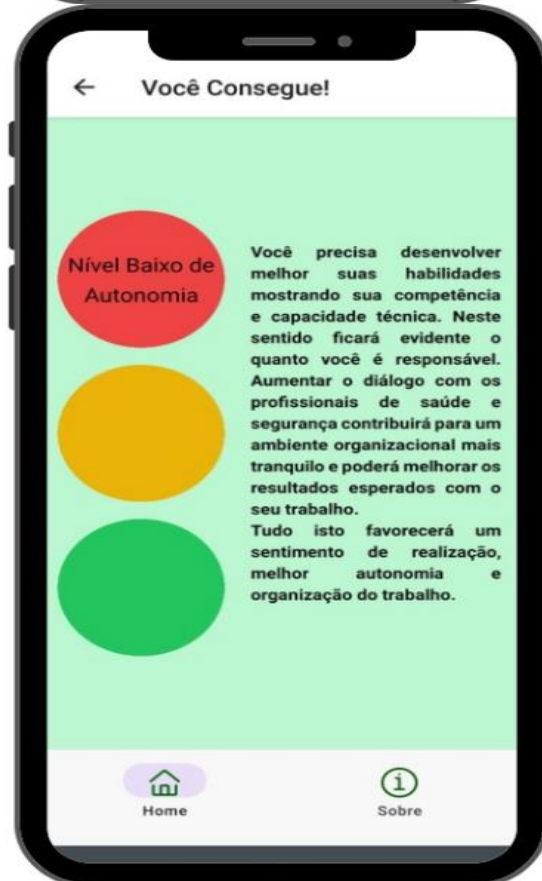 Você Consegue!
Nível Baixo de
Autonomia
Você precisa desenvolver
melhor suas habilidades
mostrando sua competência
e capacidade técnica. Neste
sentido ficará evidente o
quanto você é responsável.
Aumentar o diálogo com os
profissionais de saúde e
segurança contribuirá para um
ambiente organizacional mais
tranquilo e poderá melhorar os
resultados esperados com o
seu trabalho.
Tudo isto favorecerá um
sentimento de realização,
melhor autonomia e
organização do trabalho.
Home
Sobre